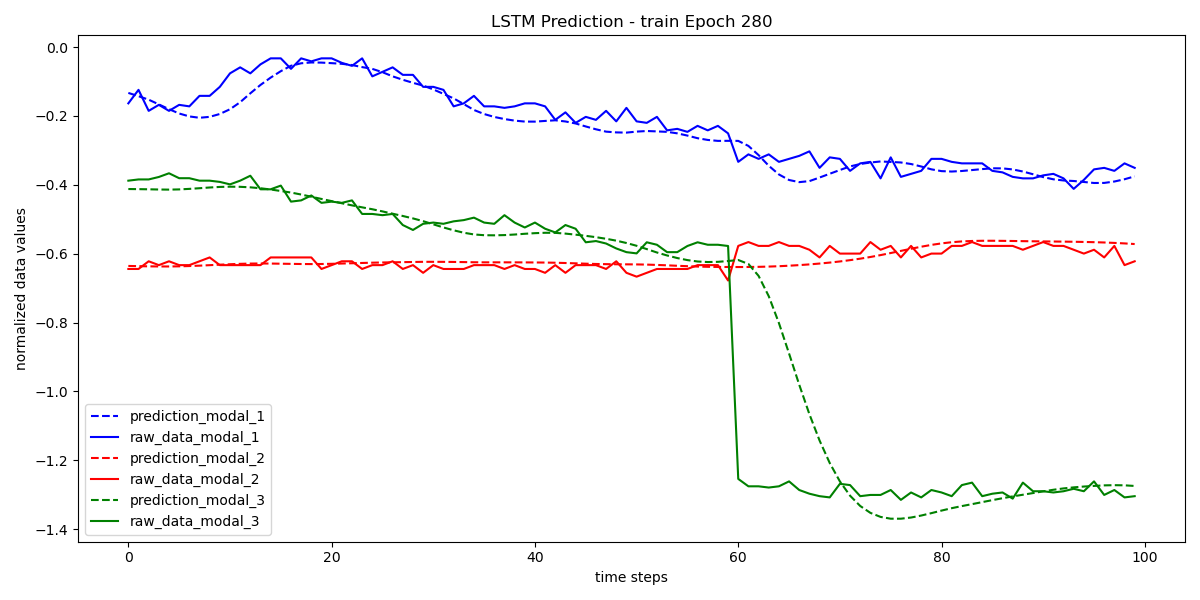 LSTM Prediction - train Epoch 280
normalized data values
0.0
−0.2
−0.4
−0.6
−0.8
−1.0
−1.2
−1.4
prediction_modal_1
raw_data_modal_1
prediction_modal_2
raw_data_modal_2
prediction_modal_3
raw_data_modal_3
0 20 40 60 80 100
time steps